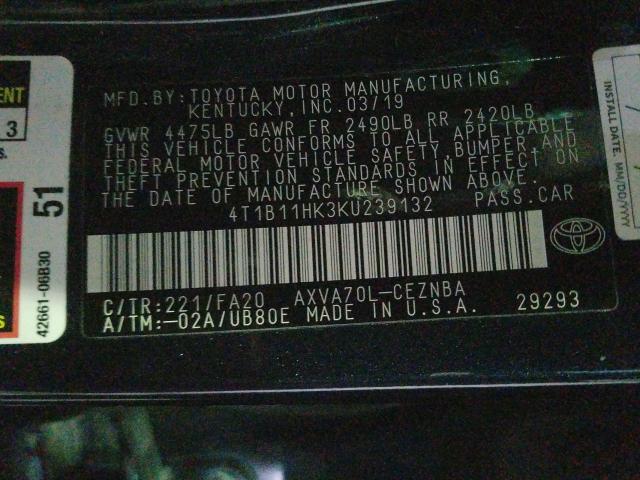 MFD.BY:TOYOTA MOTOR MANUFACTURING,
KENTUCKY,INC.03/19
GVWR 4475LB GAWR FR 2490LB RR 2420LB
THIS VEHICLE CONFORMS TO ALL APPLICABLE
FEDERAL MOTOR VEHICLE SAFETY, BUMPER,AND
THEFT PREVENTION STANDARDS IN EFFECT ON
THE DATE OF MANUFACTURE SHOWN ABOVE.
4T1B11HK3KU239132 PASS.CAR
C/TR:221/FA20 AXVA70L-CEZNBA
A/TM:-02A/UB80E MADE IN U.S.A. 29293
ENT
3
s.
51
42661-06B30
S
INSTALL DATE. MM/DD/YYYY